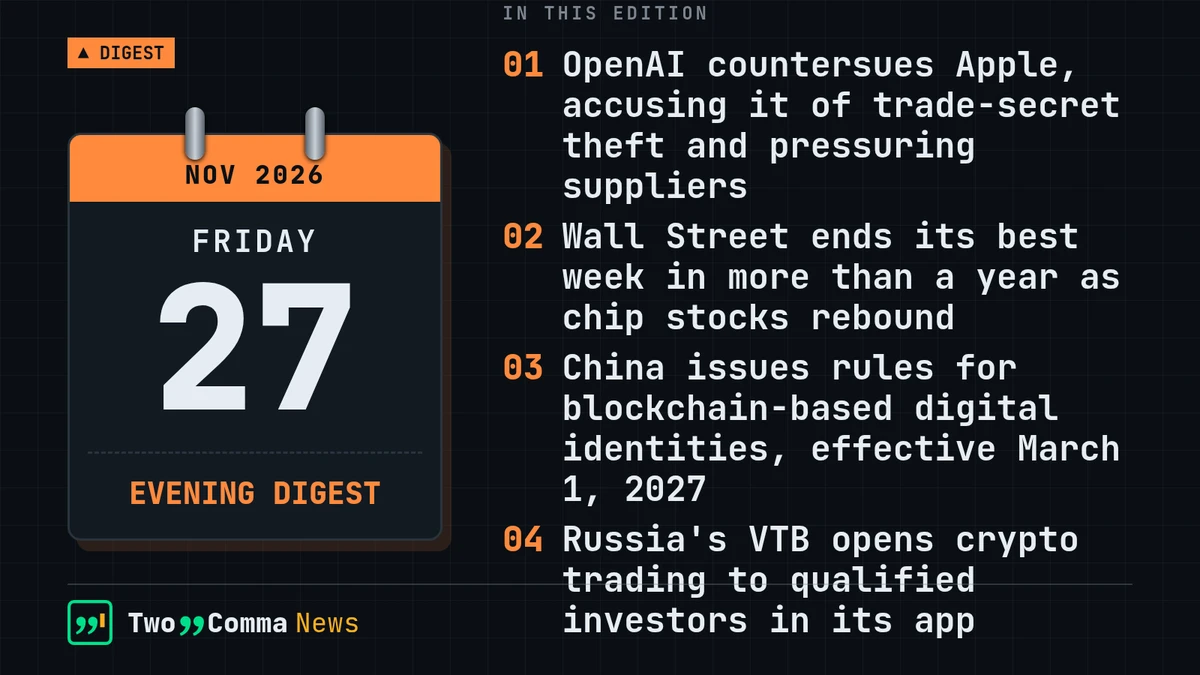 ▲ DIGEST
NOV 2026
FRIDAY
27
EVENING DIGEST
IN THIS EDITION
01 OpenAI countersues Apple,
accusing it of trade-secret
theft and pressuring
suppliers
02 Wall Street ends its best
week in more than a year as
chip stocks rebound
03 China issues rules for
blockchain-based digital
identities, effective March
1, 2027
04 Russia's VTB opens crypto
trading to qualified
investors in its app
Two,,Comma News